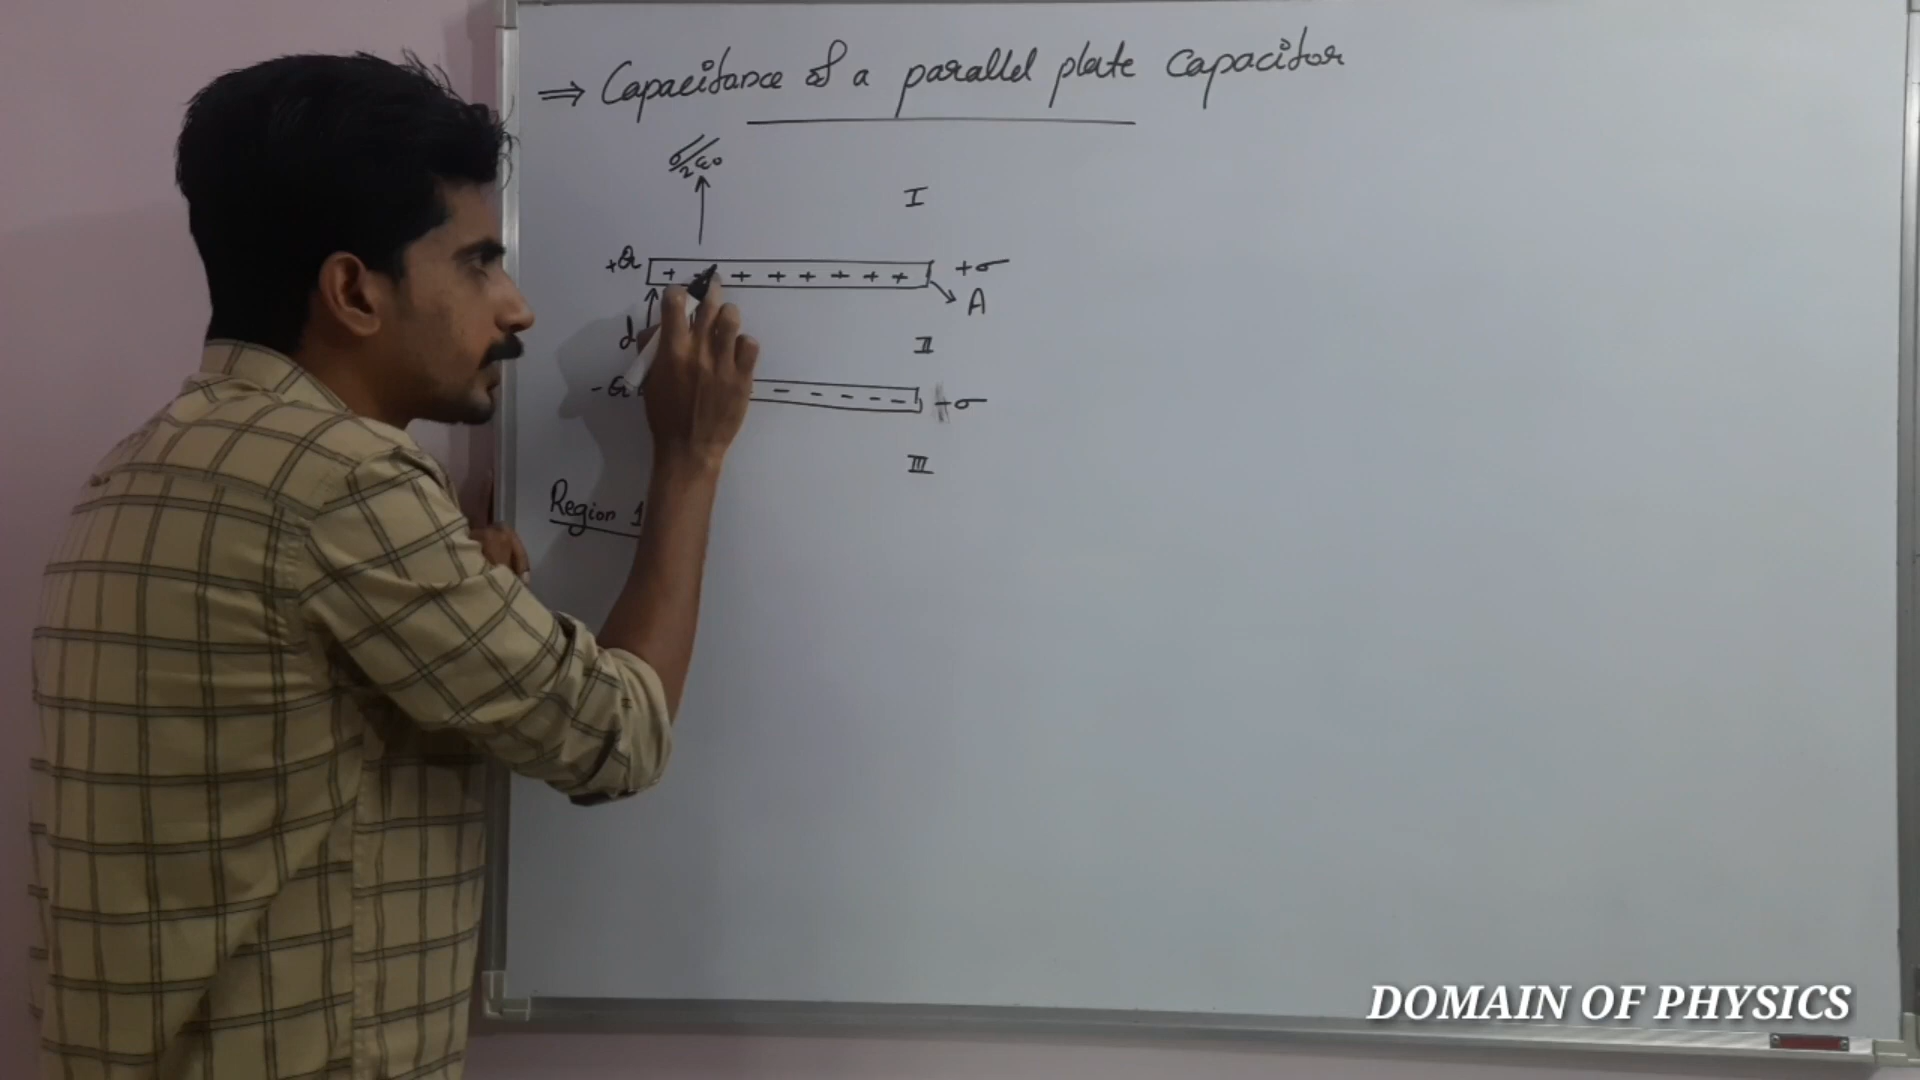 ⇒ Capacitance of a parallel plate capacitor
σ/2ε₀
I
+Q + - + + + + + + +σ
A
d
II
-Q - - - - - +σ
III
Region 1
DOMAIN OF PHYSICS